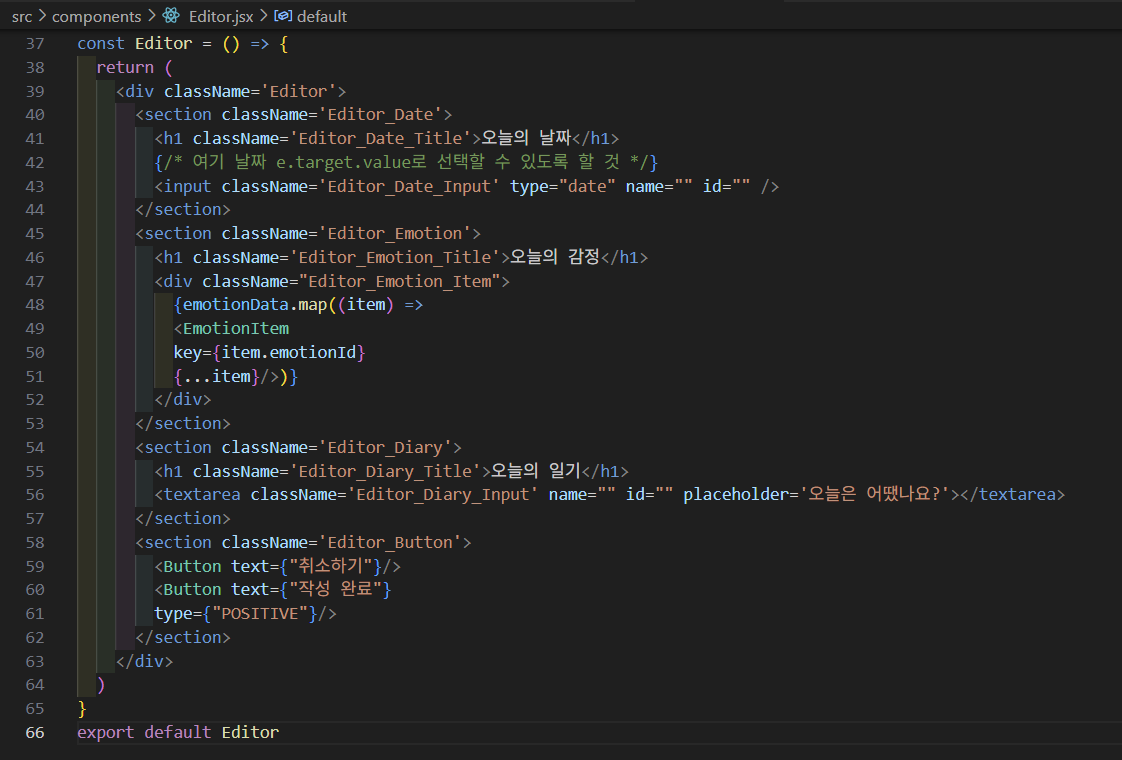 src > components > Editor.jsx > default
37 const Editor = () => {
38 return (
39 <div className='Editor'>
40 <section className='Editor_Date'>
41 <h1 className='Editor_Date_Title'>오늘의 날짜</h1>
42 {/* 여기 날짜 e.target.value로 선택할 수 있도록 할 것 */}
43 <input className='Editor_Date_Input' type="date" name="" id="" />
44 </section>
45 <section className='Editor_Emotion'>
46 <h1 className='Editor_Emotion_Title'>오늘의 감정</h1>
47 <div className="Editor_Emotion_Item">
48 {emotionData.map((item) =>
49 <EmotionItem
50 key={item.emotionId}
51 {...item}/>)}
52 </div>
53 </section>
54 <section className='Editor_Diary'>
55 <h1 className='Editor_Diary_Title'>오늘의 일기</h1>
56 <textarea className='Editor_Diary_Input' name="" id="" placeholder='오늘은 어땠나요?'></textarea>
57 </section>
58 <section className='Editor_Button'>
59 <Button text={"취소하기"}/>
60 <Button text={"작성 완료"}
61 type={"POSITIVE"}/>
62 </section>
63 </div>
64 )
65 }
66 export default Editor